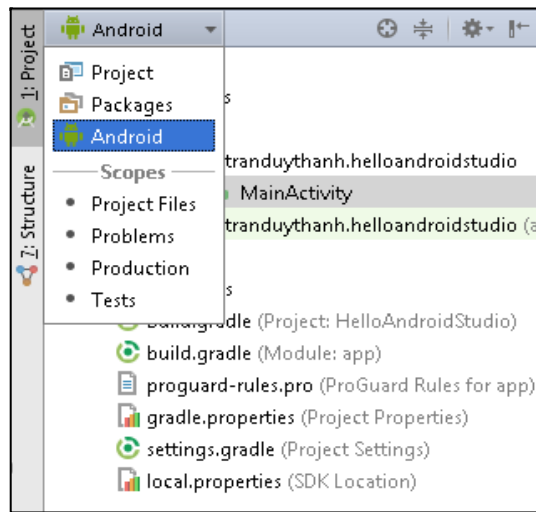 1: Project
Z: Structure
Android
Project
Packages
Android
Scopes
Project Files
Problems
Production
Tests
s
tranduythanh.helloandroidstudio
MainActivity
tranduythanh.helloandroidstudio (a
s
build.gradle (Project: HelloAndroidStudio)
build.gradle (Module: app)
proguard-rules.pro (ProGuard Rules for app)
gradle.properties (Project Properties)
settings.gradle (Project Settings)
local.properties (SDK Location)